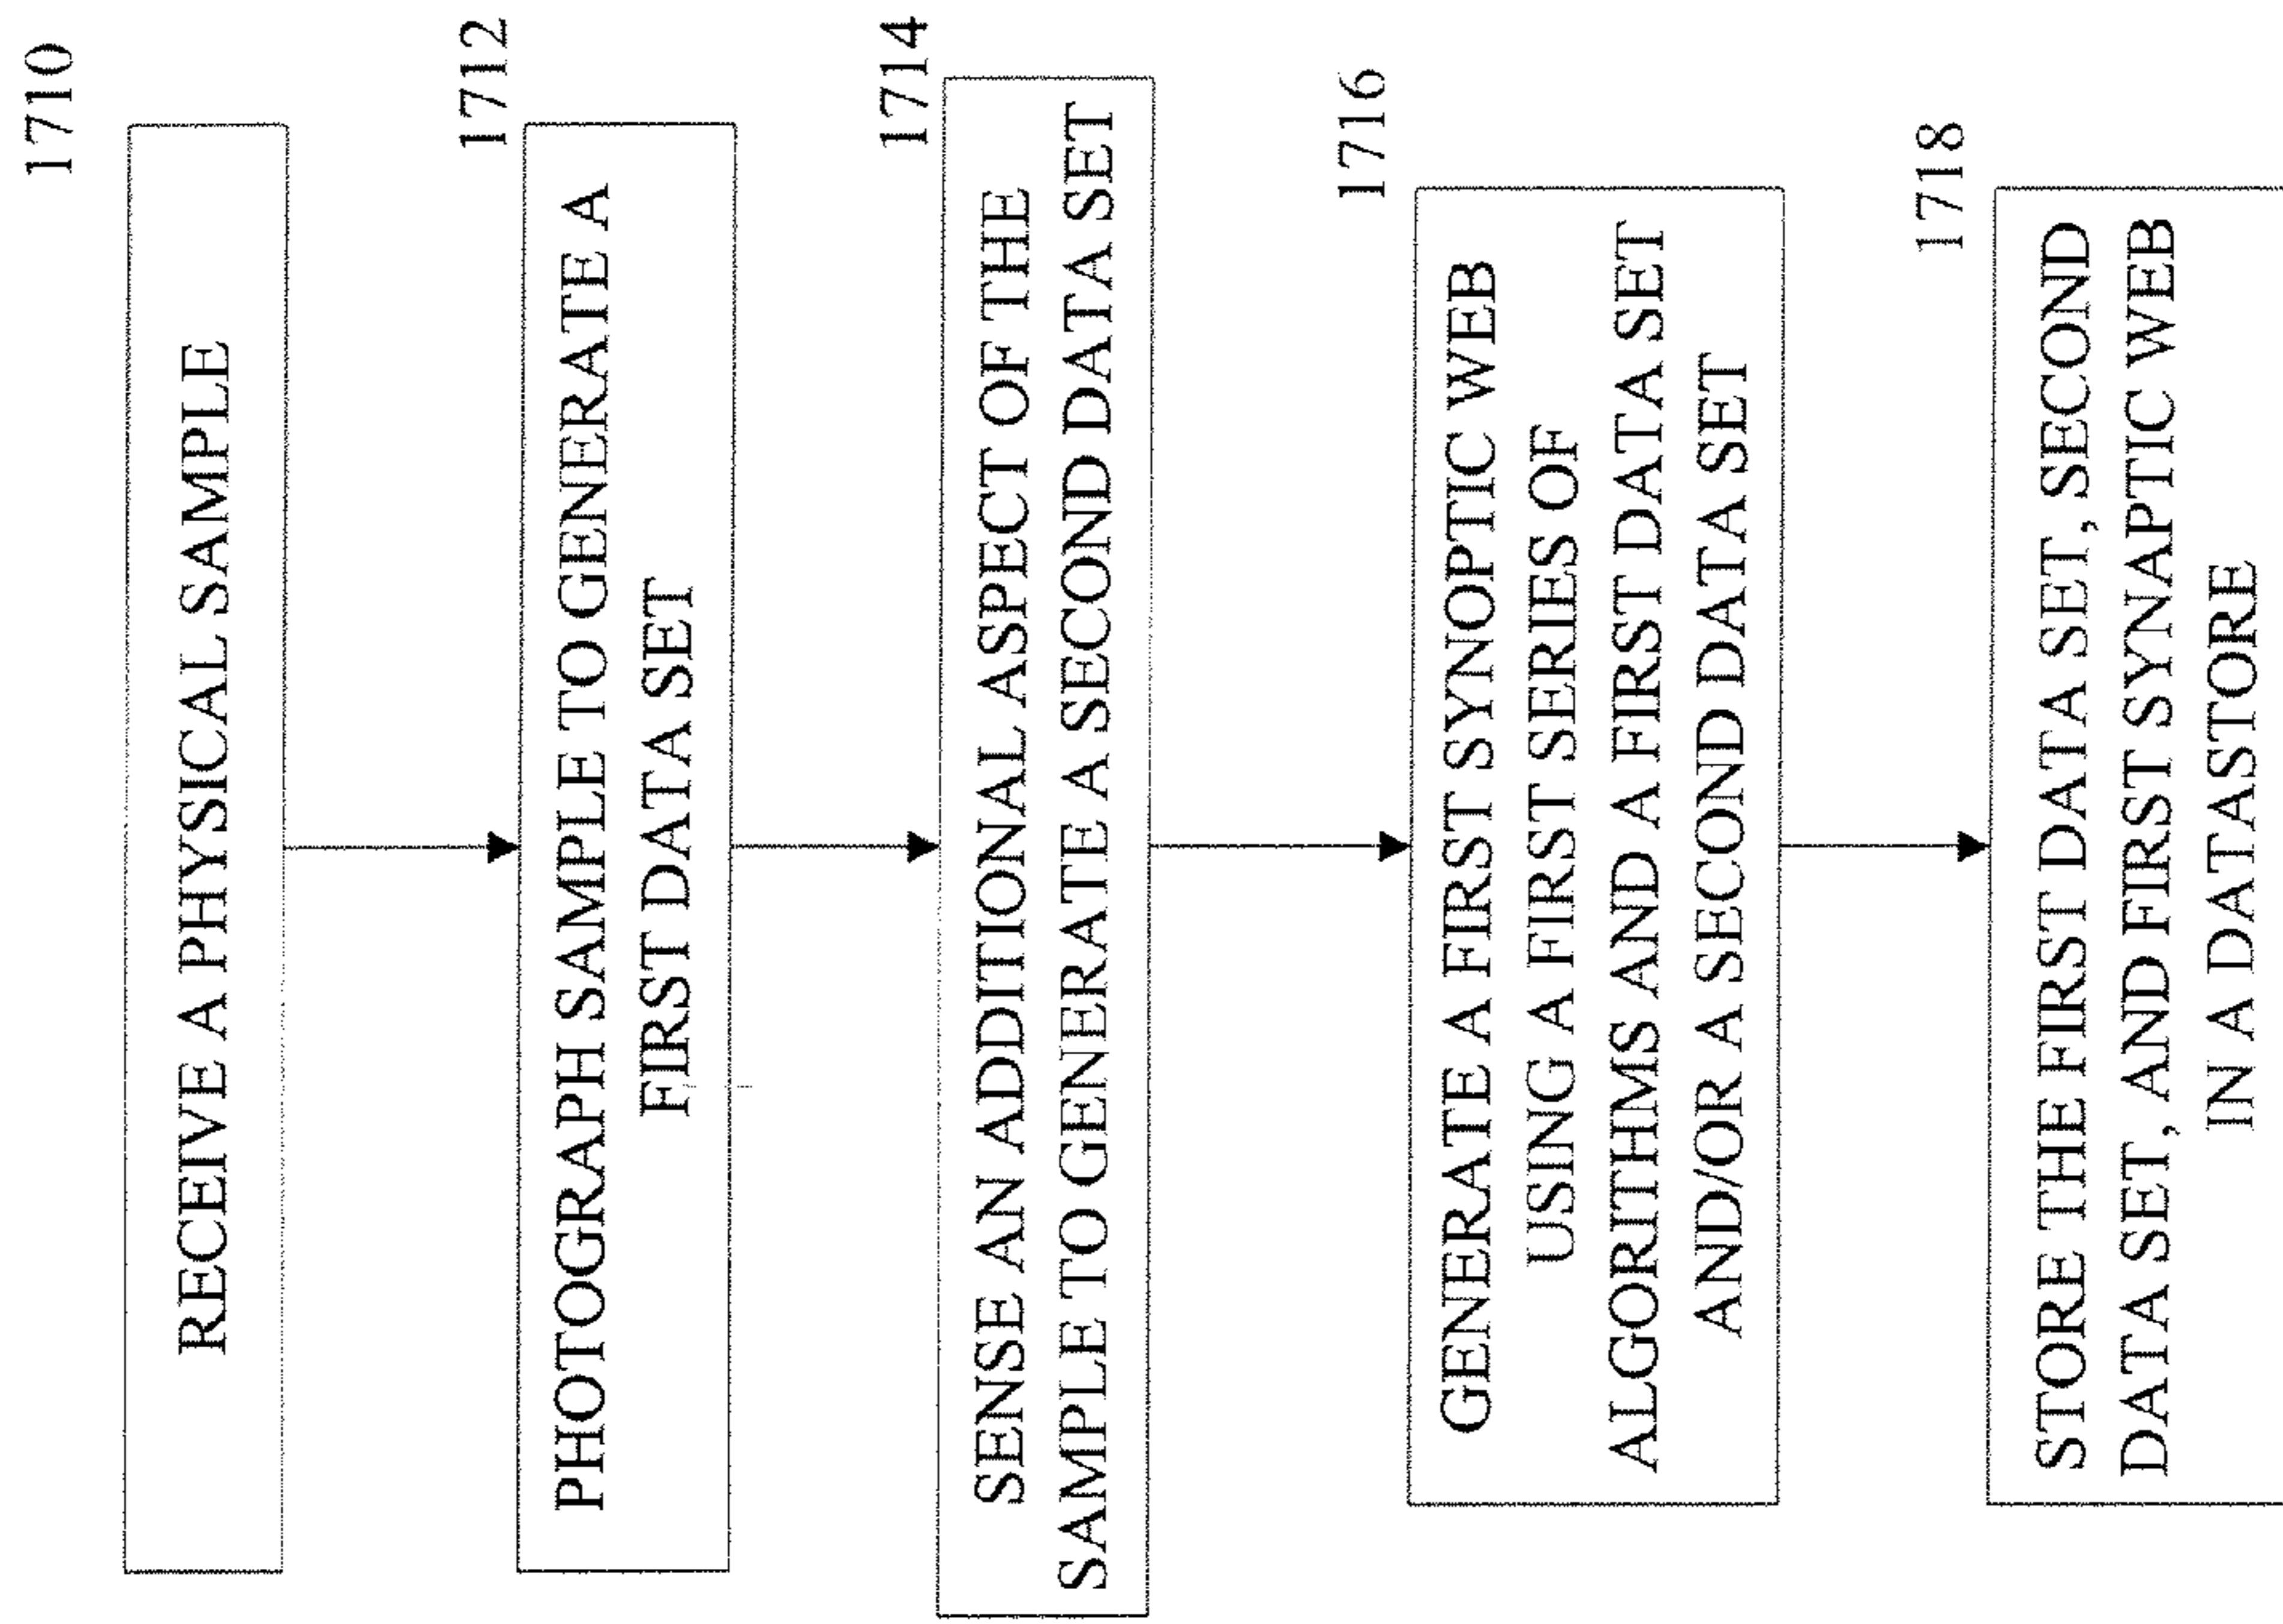 1710
RECEIVE A PHYSICAL SAMPLE
1712
PHOTOGRAPH SAMPLE TO GENERATE A
FIRST DATA SET
1714
SENSE AN ADDITIONAL ASPECT OF THE
SAMPLE TO GENERATE A SECOND DATA SET
1716
GENERATE A FIRST SYNOPTIC WEB
USING A FIRST SERIES OF
ALGORITHMS AND A FIRST DATA SET
AND/OR A SECOND DATA SET
1718
STORE THE FIRST DATA SET, SECOND
DATA SET, AND FIRST SYNAPTIC WEB
IN A DATASTORE